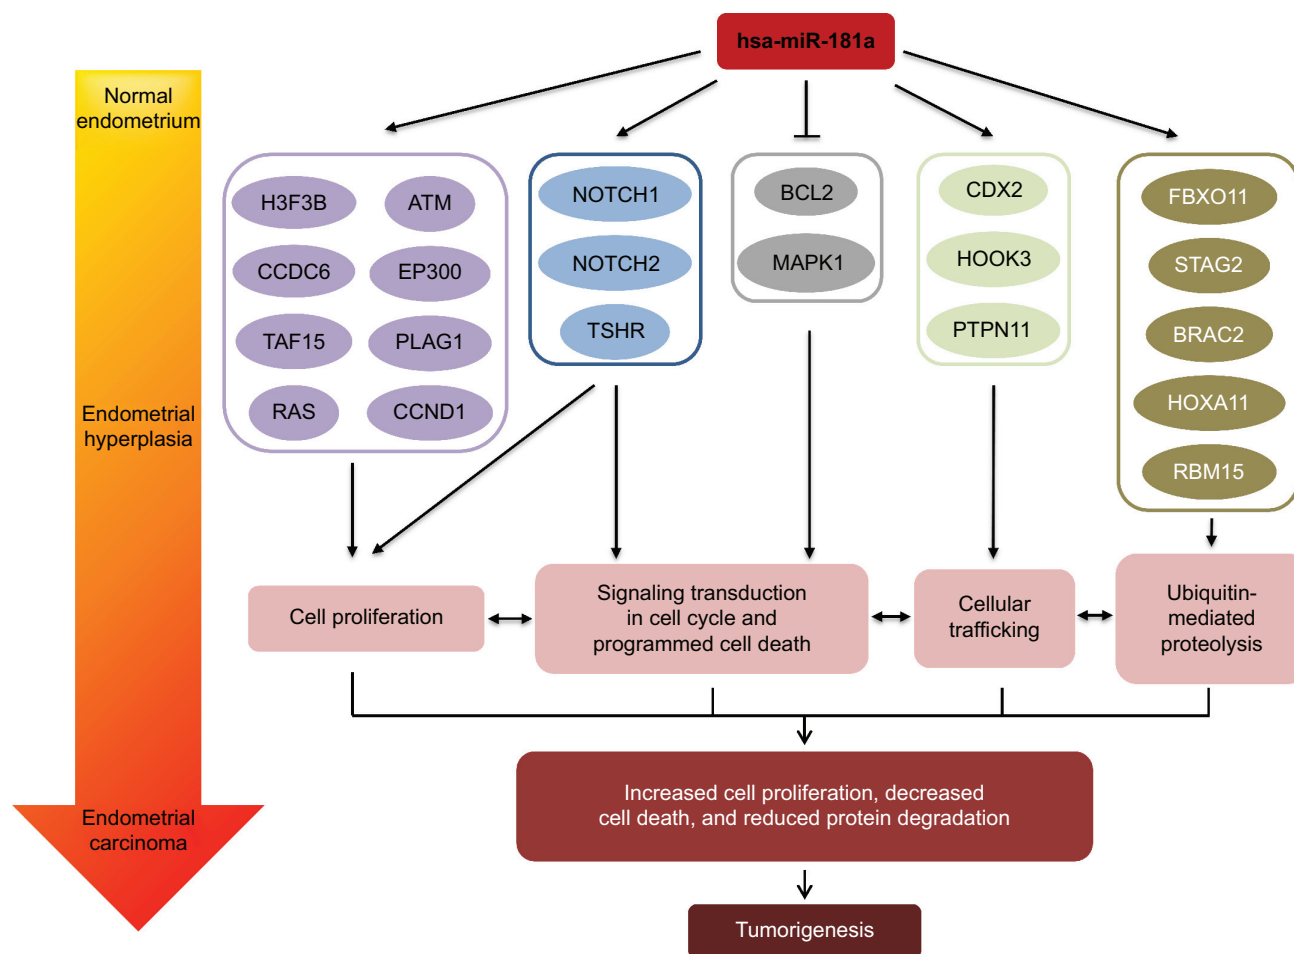 hsa-miR-181a
Normal
endometrium
Endometrial
hyperplasia
Endometrial
carcinoma
H3F3B
ATM
CCDC6
EP300
TAF15
PLAG1
RAS
CCND1
NOTCH1
NOTCH2
TSHR
BCL2
MAPK1
CDX2
HOOK3
PTPN11
FBXO11
STAG2
BRAC2
HOXA11
RBM15
Cell proliferation
Signaling transduction
in cell cycle and
programmed cell death
Cellular
trafficking
Ubiquitin-
mediated
proteolysis
Increased cell proliferation, decreased
cell death, and reduced protein degradation
Tumorigenesis